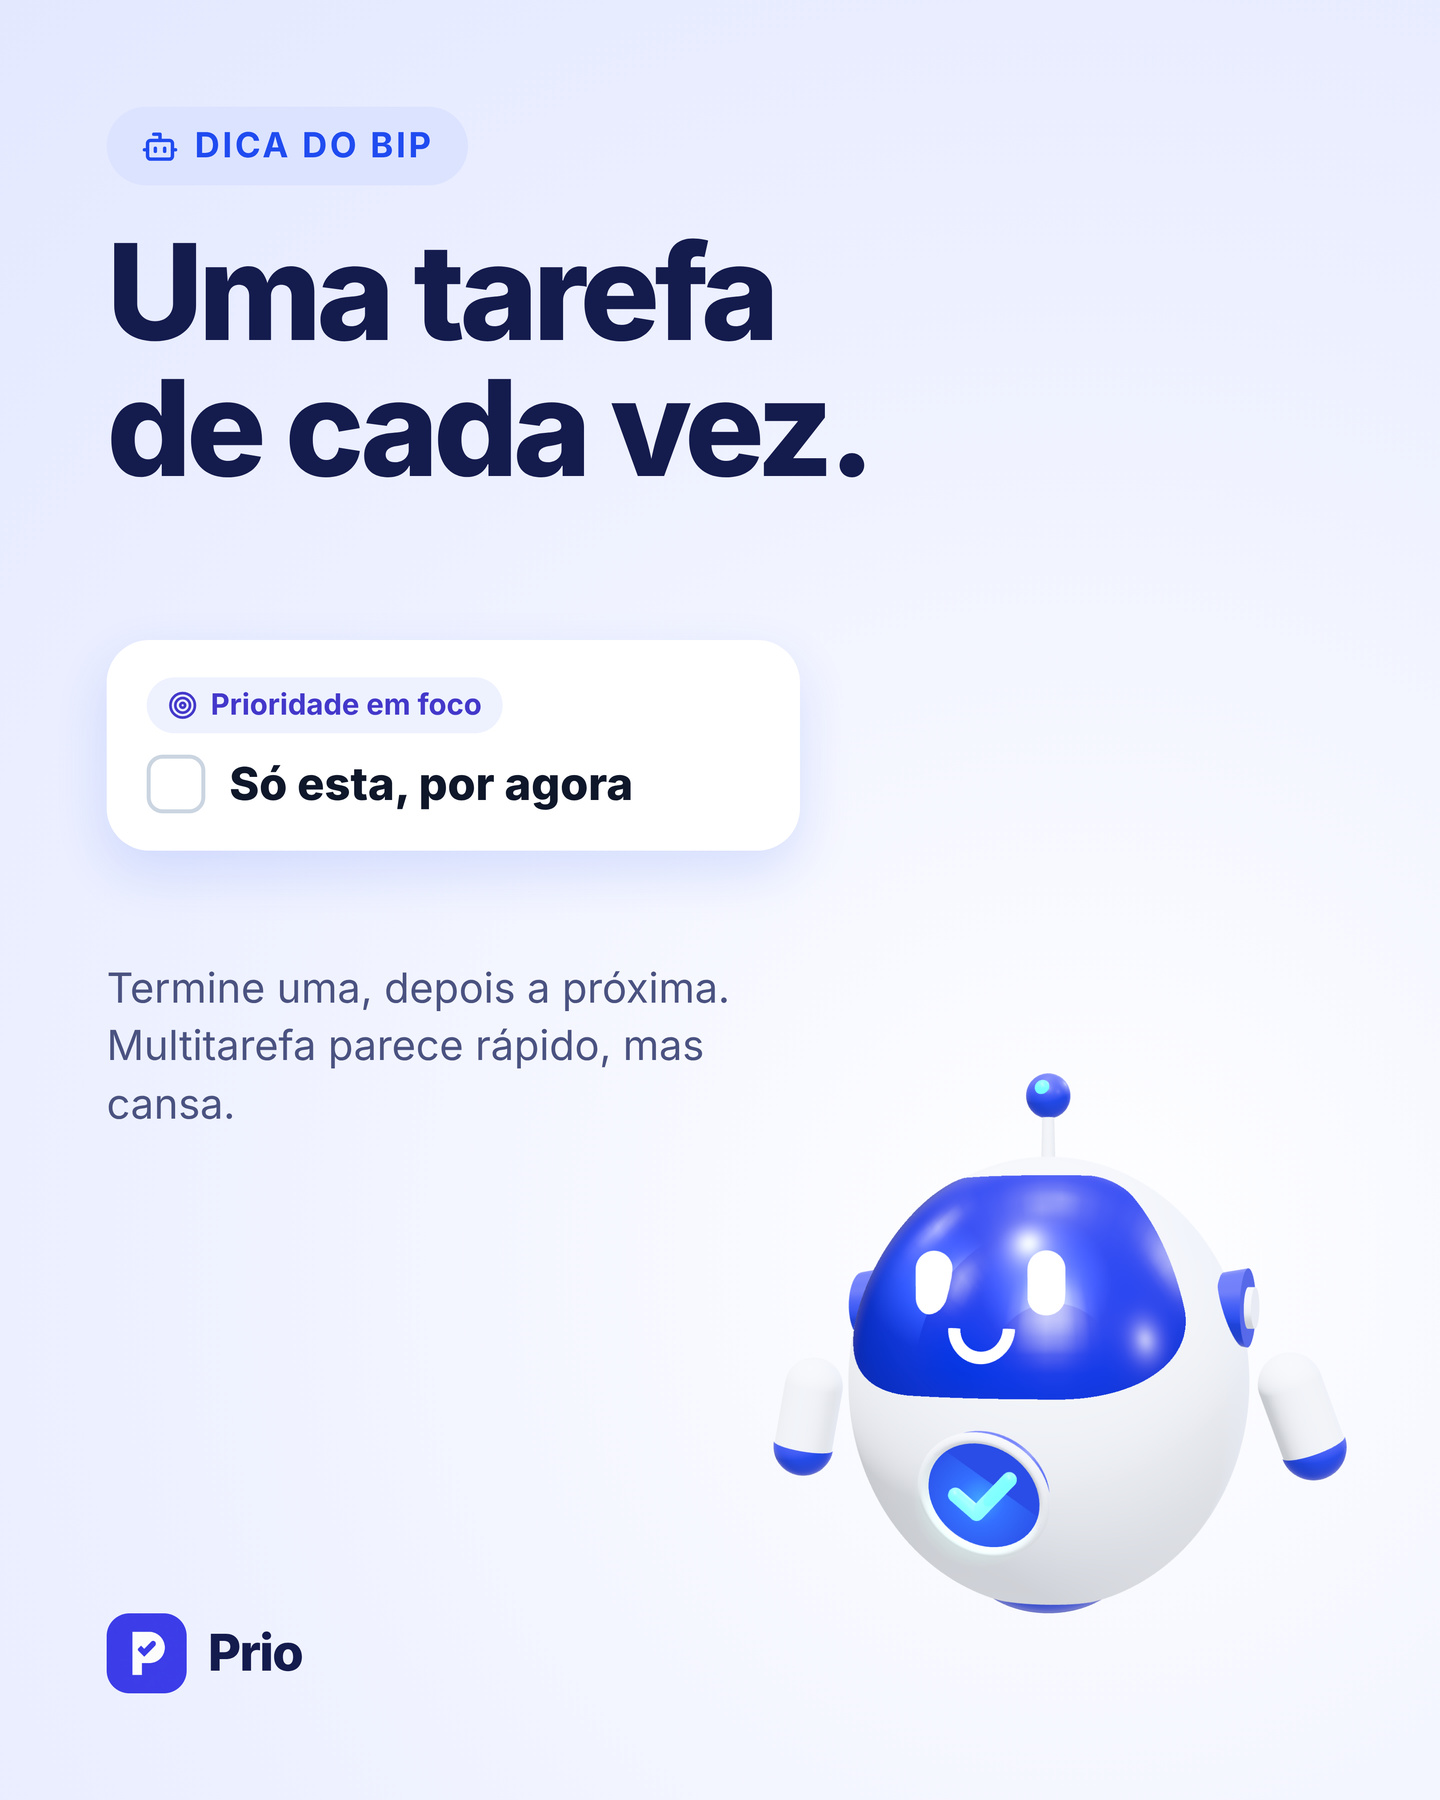 DICA DO BIP
Uma tarefa
de cada vez.
Prioridade em foco
Só esta, por agora
Termine uma, depois a próxima.
Multitarefa parece rápido, mas
cansa.
Prio